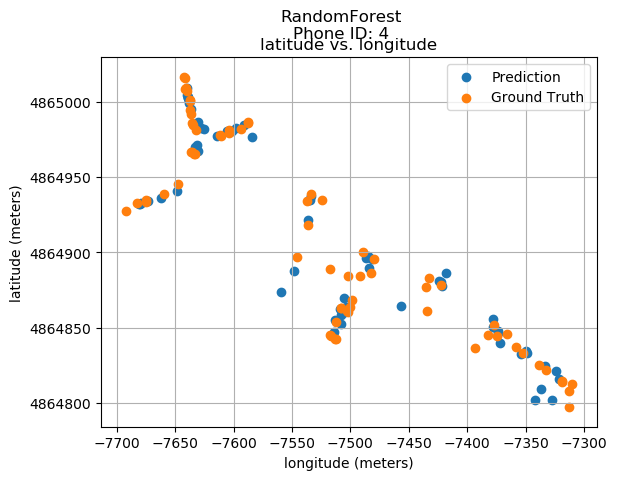 RandomForest
Phone ID: 4
latitude vs. longitude
Prediction
Ground Truth
4865000
4864950
4864900
4864850
4864800
latitude (meters)
−7700 −7650 −7600 −7550 −7500 −7450 −7400 −7350 −7300
longitude (meters)